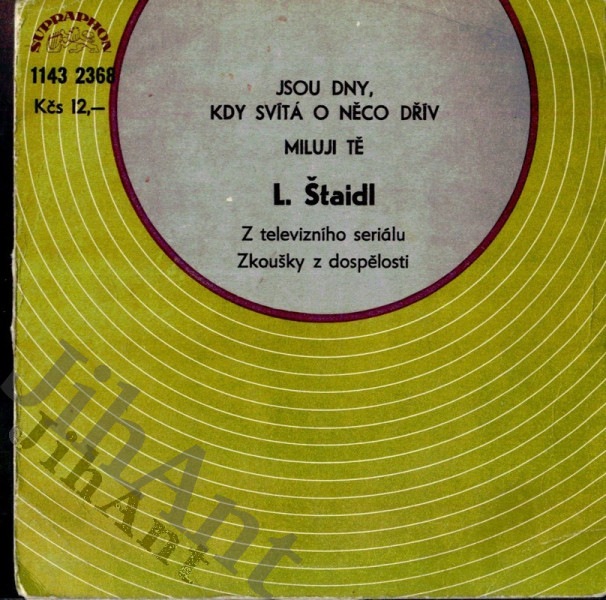 SUPRAPHON
1143 2368
Kčs 12,—
JSOU DNY,
KDY SVÍTÁ O NĚCO DŘÍV
MILUJI TĚ
L. Štaidl
Z televizního seriálu
Zkoušky z dospělosti
JihAnt
JihAnt